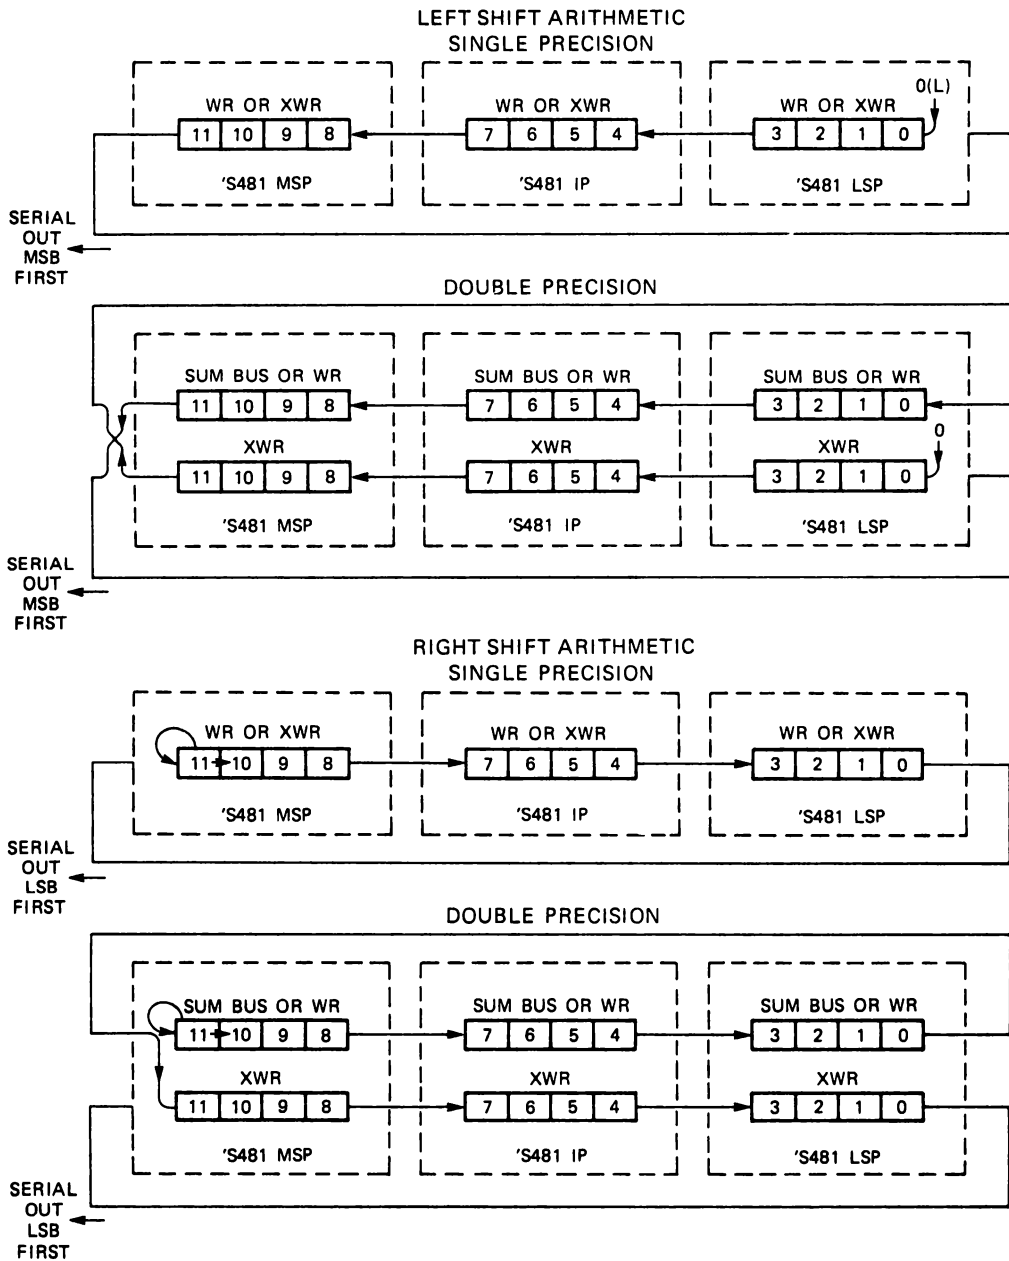 LEFT SHIFT ARITHMETIC
SINGLE PRECISION
0(L)
WR OR XWR WR OR XWR WR OR XWR
11 10 9 8 7 6 5 4 3 2 1 0
'S481 MSP 'S481 IP 'S481 LSP
SERIAL
OUT
MSB
FIRST
DOUBLE PRECISION
SUM BUS OR WR SUM BUS OR WR SUM BUS OR WR
11 10 9 8 7 6 5 4 3 2 1 0
0
XWR XWR XWR
11 10 9 8 7 6 5 4 3 2 1 0
'S481 MSP 'S481 IP 'S481 LSP
SERIAL
OUT
MSB
FIRST
RIGHT SHIFT ARITHMETIC
SINGLE PRECISION
WR OR XWR WR OR XWR WR OR XWR
11 10 9 8 7 6 5 4 3 2 1 0
'S481 MSP 'S481 IP 'S481 LSP
SERIAL
OUT
LSB
FIRST
DOUBLE PRECISION
SUM BUS OR WR SUM BUS OR WR SUM BUS OR WR
11 10 9 8 7 6 5 4 3 2 1 0
XWR XWR XWR
11 10 9 8 7 6 5 4 3 2 1 0
'S481 MSP 'S481 IP 'S481 LSP
SERIAL
OUT
LSB
FIRST